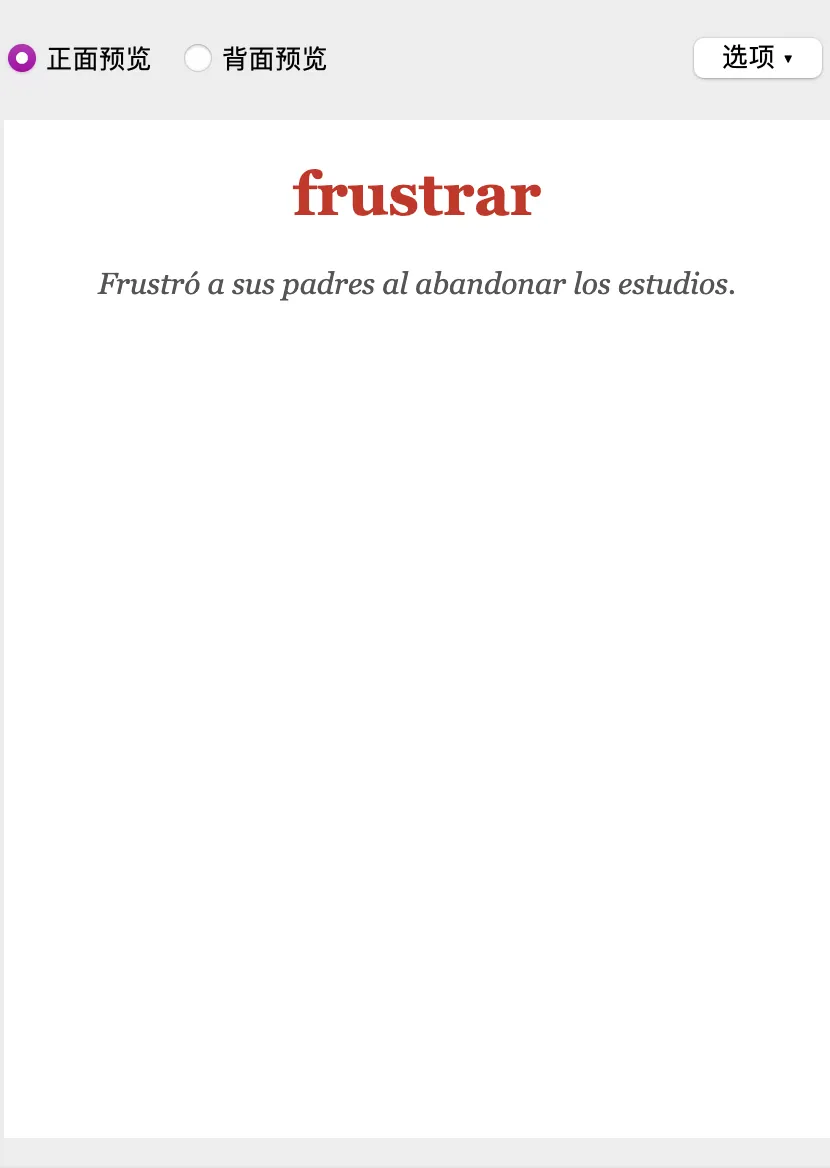 正面预览 背面预览 选项 ▾
frustrar
Frustró a sus padres al abandonar los estudios.